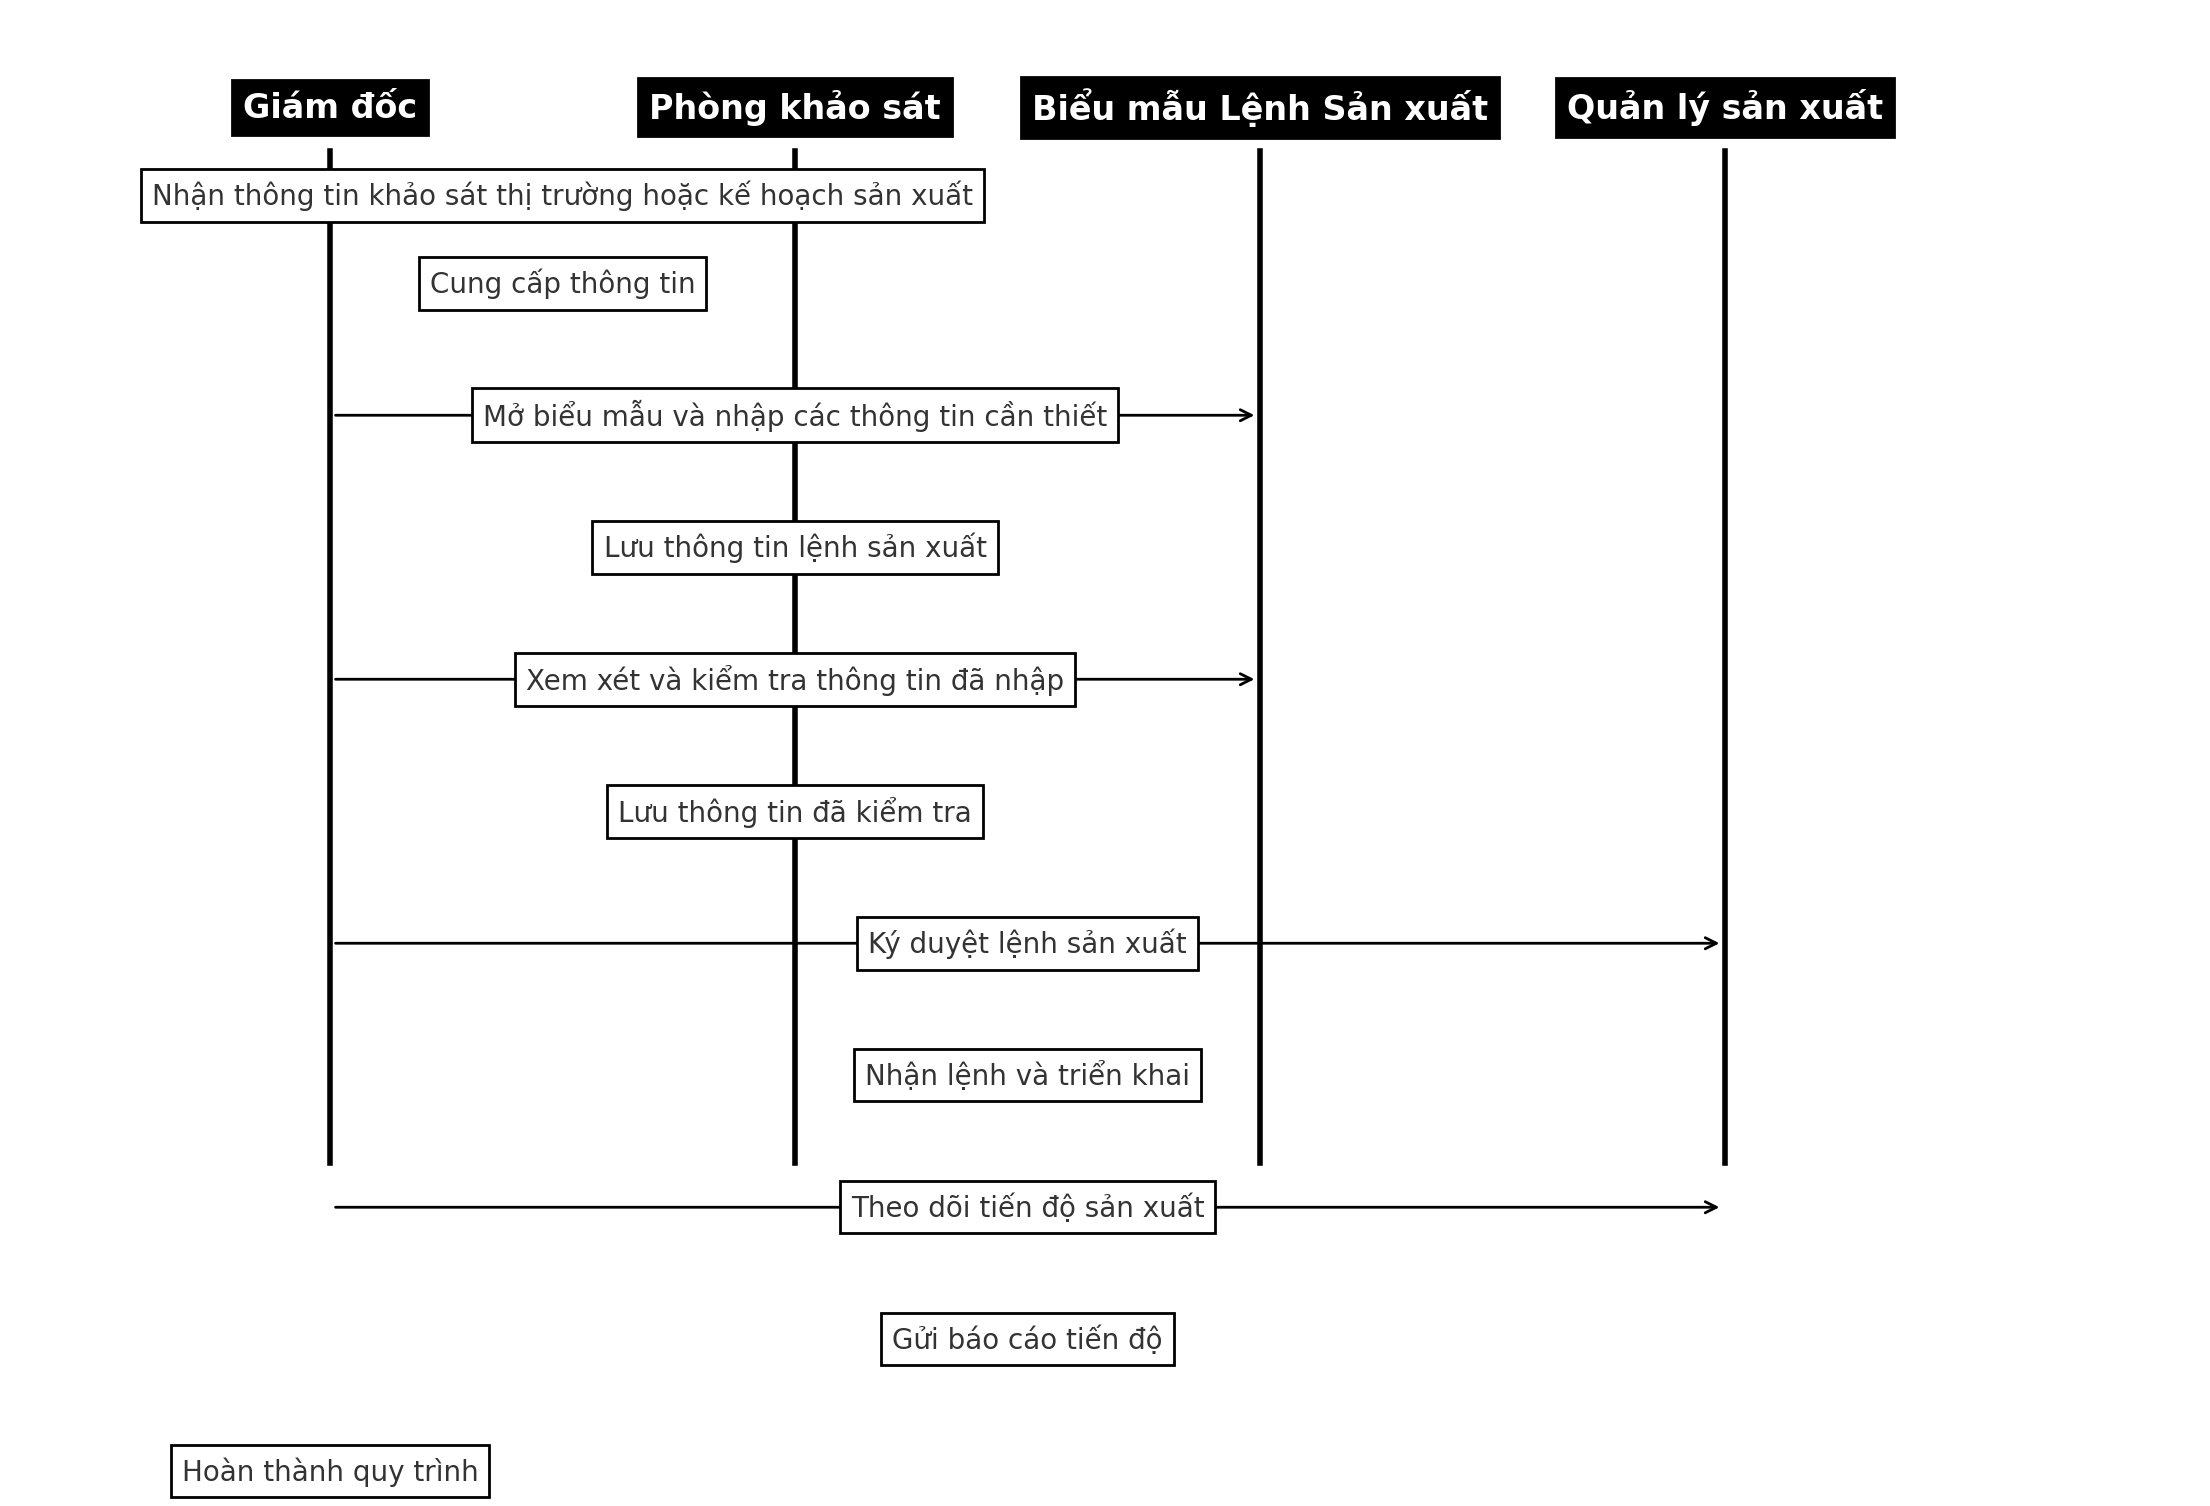 Giám đốc
Phòng khảo sát
Biểu mẫu Lệnh Sản xuất
Quản lý sản xuất
Nhận thông tin khảo sát thị trường hoặc kế hoạch sản xuất
Cung cấp thông tin
Mở biểu mẫu và nhập các thông tin cần thiết
Lưu thông tin lệnh sản xuất
Xem xét và kiểm tra thông tin đã nhập
Lưu thông tin đã kiểm tra
Ký duyệt lệnh sản xuất
Nhận lệnh và triển khai
Theo dõi tiến độ sản xuất
Gửi báo cáo tiến độ
Hoàn thành quy trình